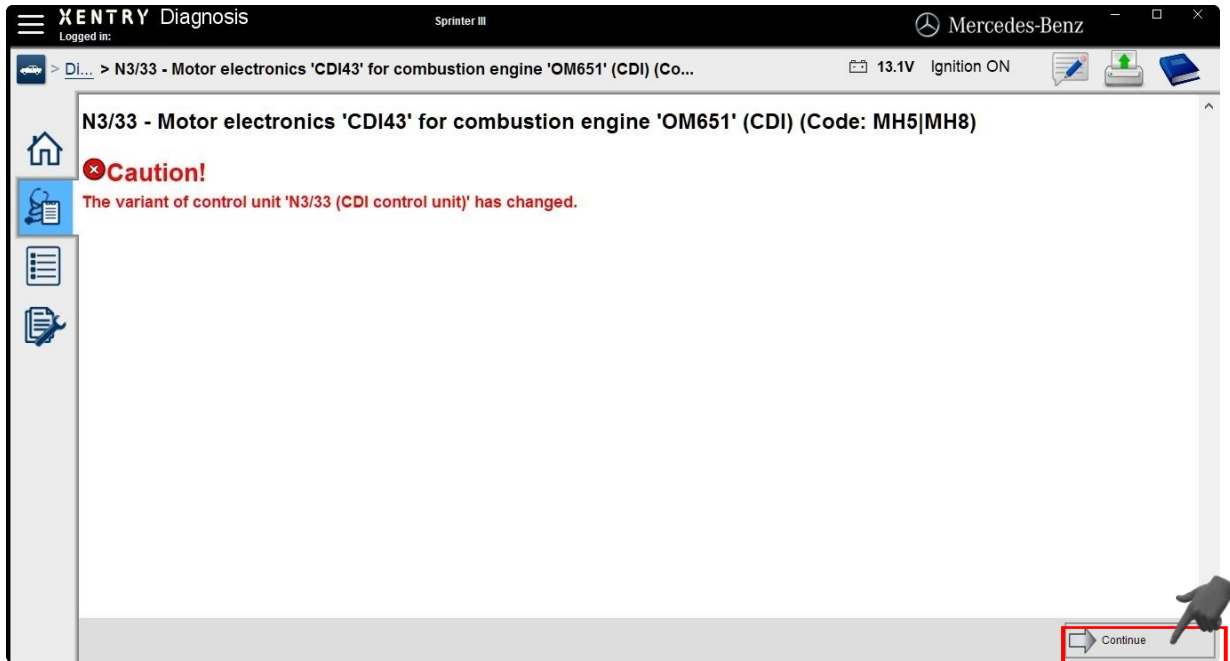 XENTRY Diagnosis
Logged in:
Sprinter III
Mercedes-Benz
> Di... > N3/33 - Motor electronics 'CDI43' for combustion engine 'OM651' (CDI) (Co...
13.1V Ignition ON
N3/33 - Motor electronics 'CDI43' for combustion engine 'OM651' (CDI) (Code: MH5|MH8)
Caution!
The variant of control unit 'N3/33 (CDI control unit)' has changed.
Continue